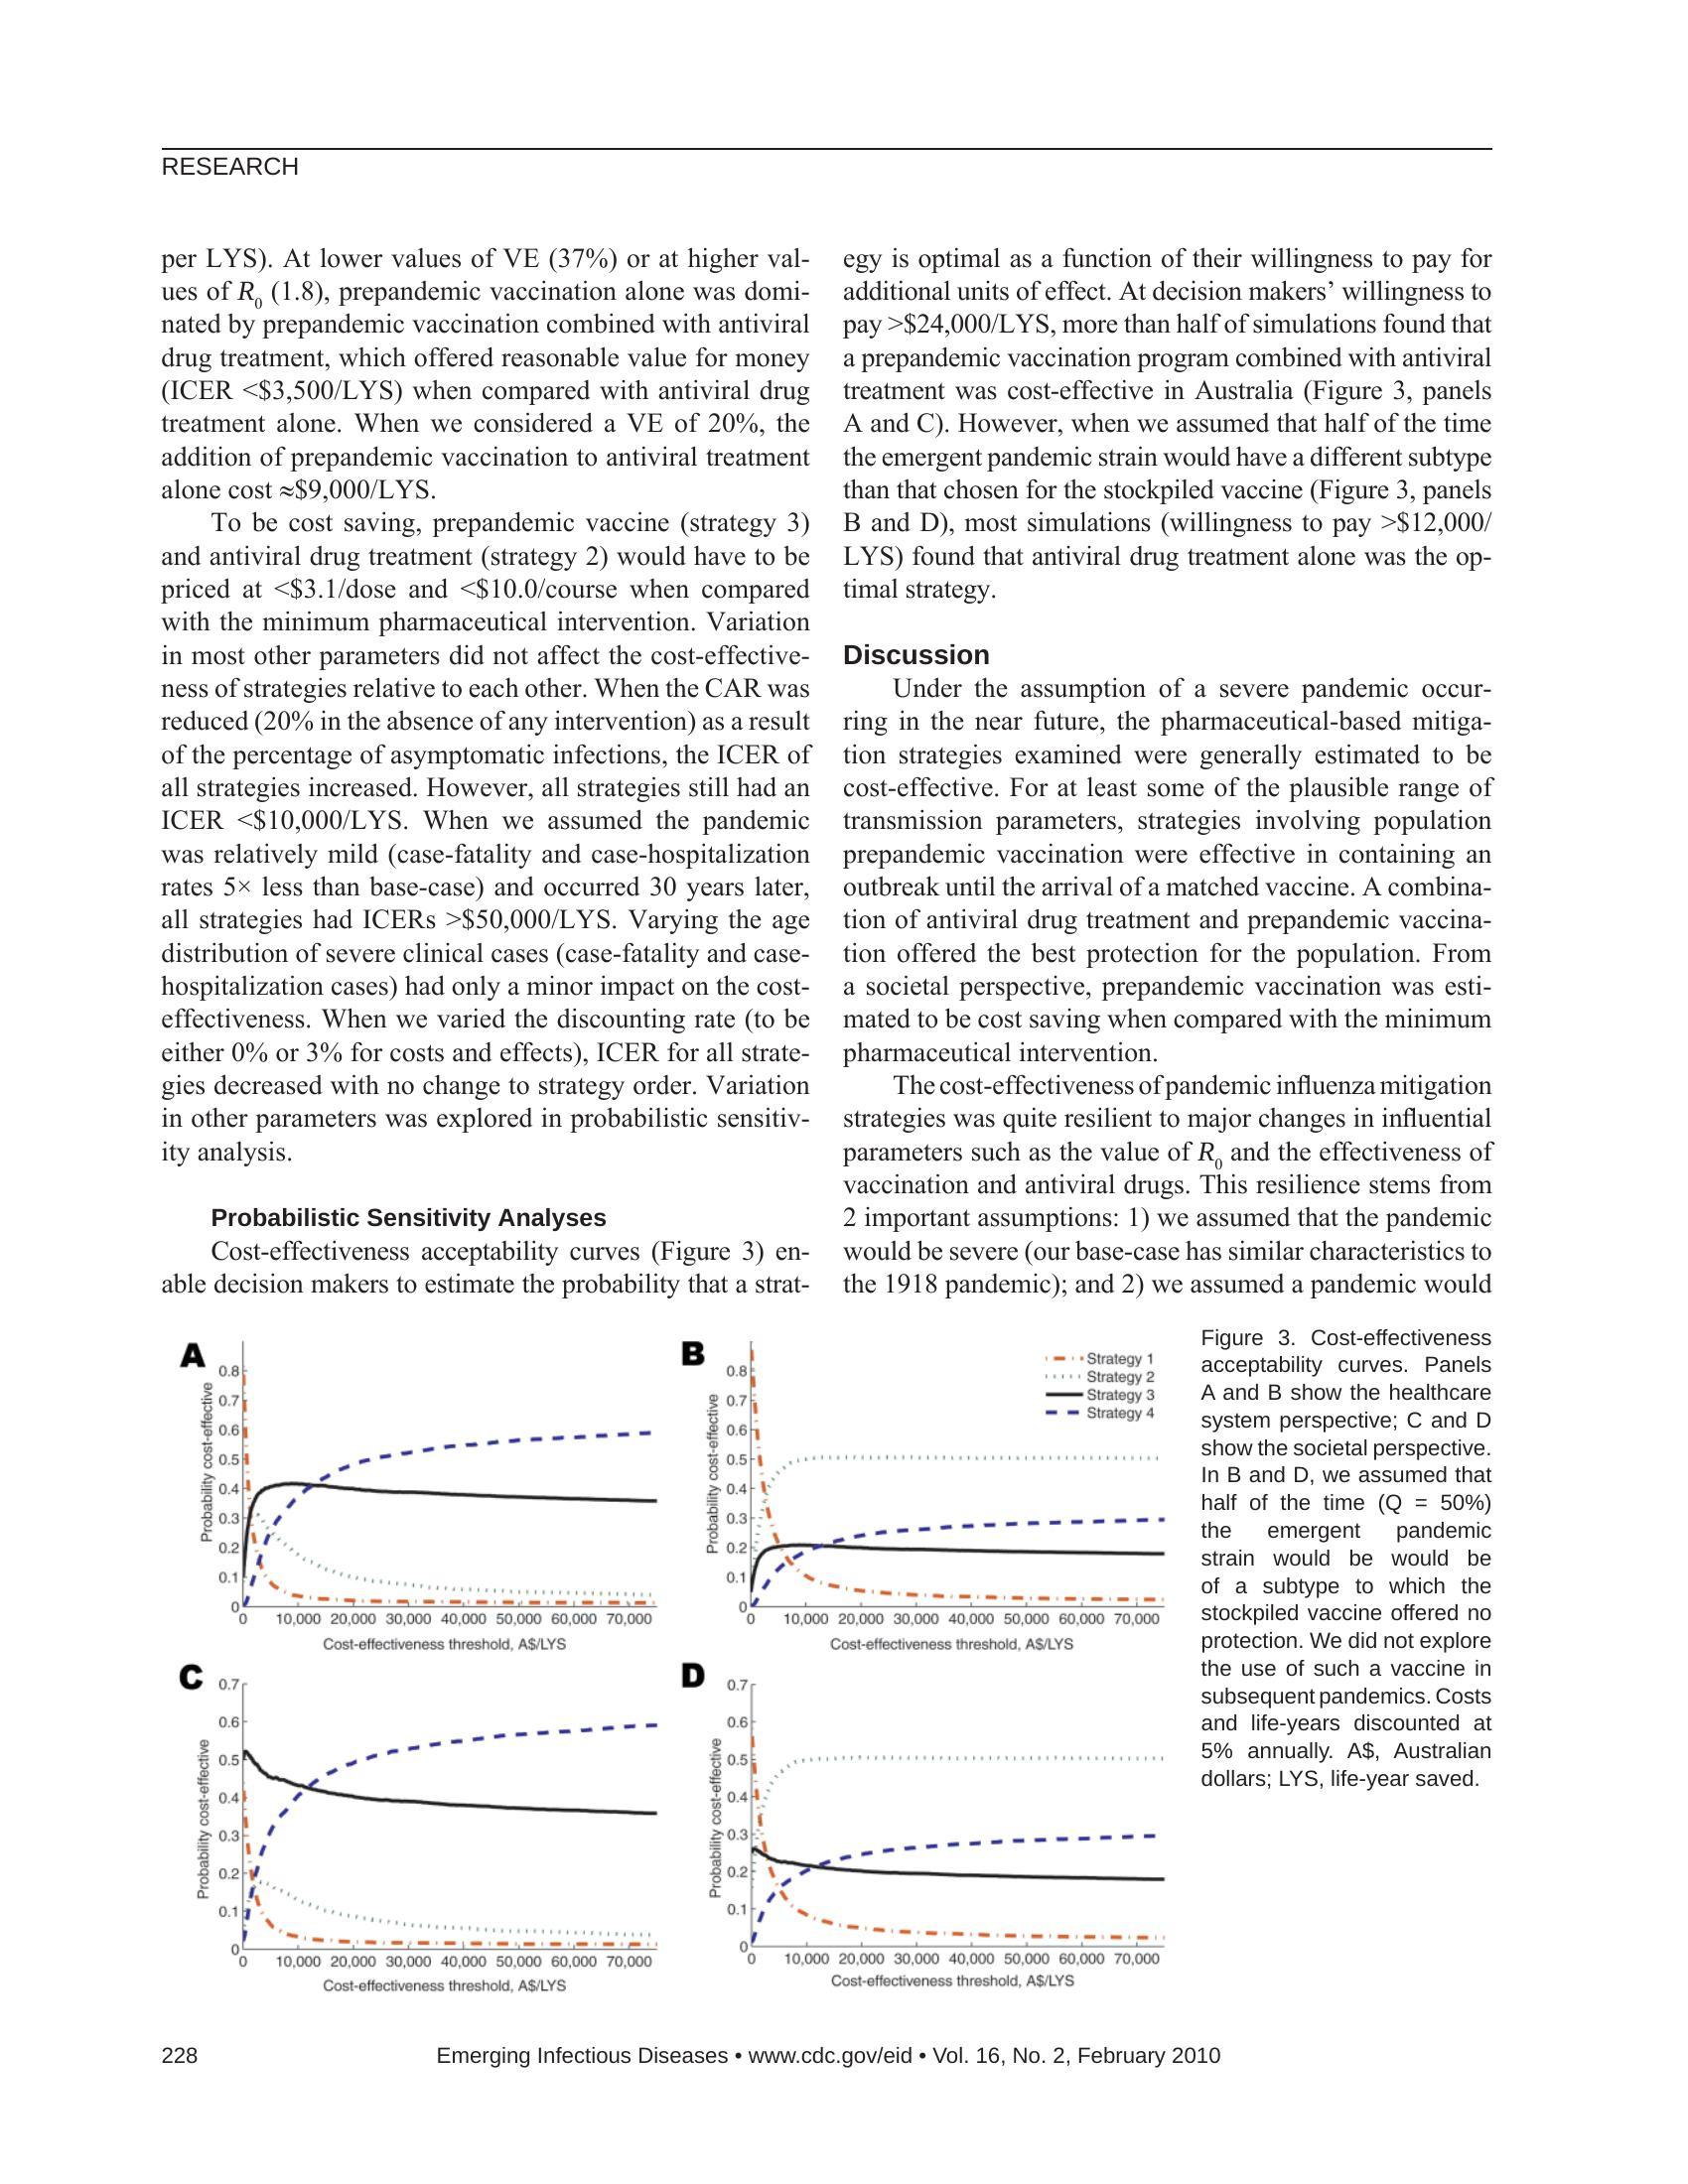 RESEARCH
per LYS). At lower values of VE (37%) or at higher val-
ues of R0 (1.8), prepandemic vaccination alone was domi-
nated by prepandemic vaccination combined with antiviral
drug treatment, which offered reasonable value for money
(ICER <$3,500/LYS) when compared with antiviral drug
treatment alone. When we considered a VE of 20%, the
addition of prepandemic vaccination to antiviral treatment
alone cost ≈$9,000/LYS.
To be cost saving, prepandemic vaccine (strategy 3)
and antiviral drug treatment (strategy 2) would have to be
priced at <$3.1/dose and <$10.0/course when compared
with the minimum pharmaceutical intervention. Variation
in most other parameters did not affect the cost-effective-
ness of strategies relative to each other. When the CAR was
reduced (20% in the absence of any intervention) as a result
of the percentage of asymptomatic infections, the ICER of
all strategies increased. However, all strategies still had an
ICER <$10,000/LYS. When we assumed the pandemic
was relatively mild (case-fatality and case-hospitalization
rates 5× less than base-case) and occurred 30 years later,
all strategies had ICERs >$50,000/LYS. Varying the age
distribution of severe clinical cases (case-fatality and case-
hospitalization cases) had only a minor impact on the cost-
effectiveness. When we varied the discounting rate (to be
either 0% or 3% for costs and effects), ICER for all strate-
gies decreased with no change to strategy order. Variation
in other parameters was explored in probabilistic sensitiv-
ity analysis.
Probabilistic Sensitivity Analyses
Cost-effectiveness acceptability curves (Figure 3) en-
able decision makers to estimate the probability that a strat-
egy is optimal as a function of their willingness to pay for
additional units of effect. At decision makers' willingness to
pay >$24,000/LYS, more than half of simulations found that
a prepandemic vaccination program combined with antiviral
treatment was cost-effective in Australia (Figure 3, panels
A and C). However, when we assumed that half of the time
the emergent pandemic strain would have a different subtype
than that chosen for the stockpiled vaccine (Figure 3, panels
B and D), most simulations (willingness to pay >$12,000/
LYS) found that antiviral drug treatment alone was the op-
timal strategy.
Discussion
Under the assumption of a severe pandemic occur-
ring in the near future, the pharmaceutical-based mitiga-
tion strategies examined were generally estimated to be
cost-effective. For at least some of the plausible range of
transmission parameters, strategies involving population
prepandemic vaccination were effective in containing an
outbreak until the arrival of a matched vaccine. A combina-
tion of antiviral drug treatment and prepandemic vaccina-
tion offered the best protection for the population. From
a societal perspective, prepandemic vaccination was esti-
mated to be cost saving when compared with the minimum
pharmaceutical intervention.
The cost-effectiveness of pandemic influenza mitigation
strategies was quite resilient to major changes in influential
parameters such as the value of R0 and the effectiveness of
vaccination and antiviral drugs. This resilience stems from
2 important assumptions: 1) we assumed that the pandemic
would be severe (our base-case has similar characteristics to
the 1918 pandemic); and 2) we assumed a pandemic would
A
Probability cost-effective
0.8
0.7
0.6
0.5
0.4
0.3
0.2
0.1
0
0 10,000 20,000 30,000 40,000 50,000 60,000 70,000
Cost-effectiveness threshold, A$/LYS
B
Probability cost-effective
0.8
0.7
0.6
0.5
0.4
0.3
0.2
0.1
0
Strategy 1
Strategy 2
Strategy 3
Strategy 4
0 10,000 20,000 30,000 40,000 50,000 60,000 70,000
Cost-effectiveness threshold, A$/LYS
C
Probability cost-effective
0.7
0.6
0.5
0.4
0.3
0.2
0.1
0
0 10,000 20,000 30,000 40,000 50,000 60,000 70,000
Cost-effectiveness threshold, A$/LYS
D
Probability cost-effective
0.7
0.6
0.5
0.4
0.3
0.2
0.1
0
0 10,000 20,000 30,000 40,000 50,000 60,000 70,000
Cost-effectiveness threshold, A$/LYS
Figure 3. Cost-effectiveness
acceptability curves. Panels
A and B show the healthcare
system perspective; C and D
show the societal perspective.
In B and D, we assumed that
half of the time (Q = 50%)
the emergent pandemic
strain would be would be
of a subtype to which the
stockpiled vaccine offered no
protection. We did not explore
the use of such a vaccine in
subsequent pandemics. Costs
and life-years discounted at
5% annually. A$, Australian
dollars; LYS, life-year saved.
228 Emerging Infectious Diseases • www.cdc.gov/eid • Vol. 16, No. 2, February 2010